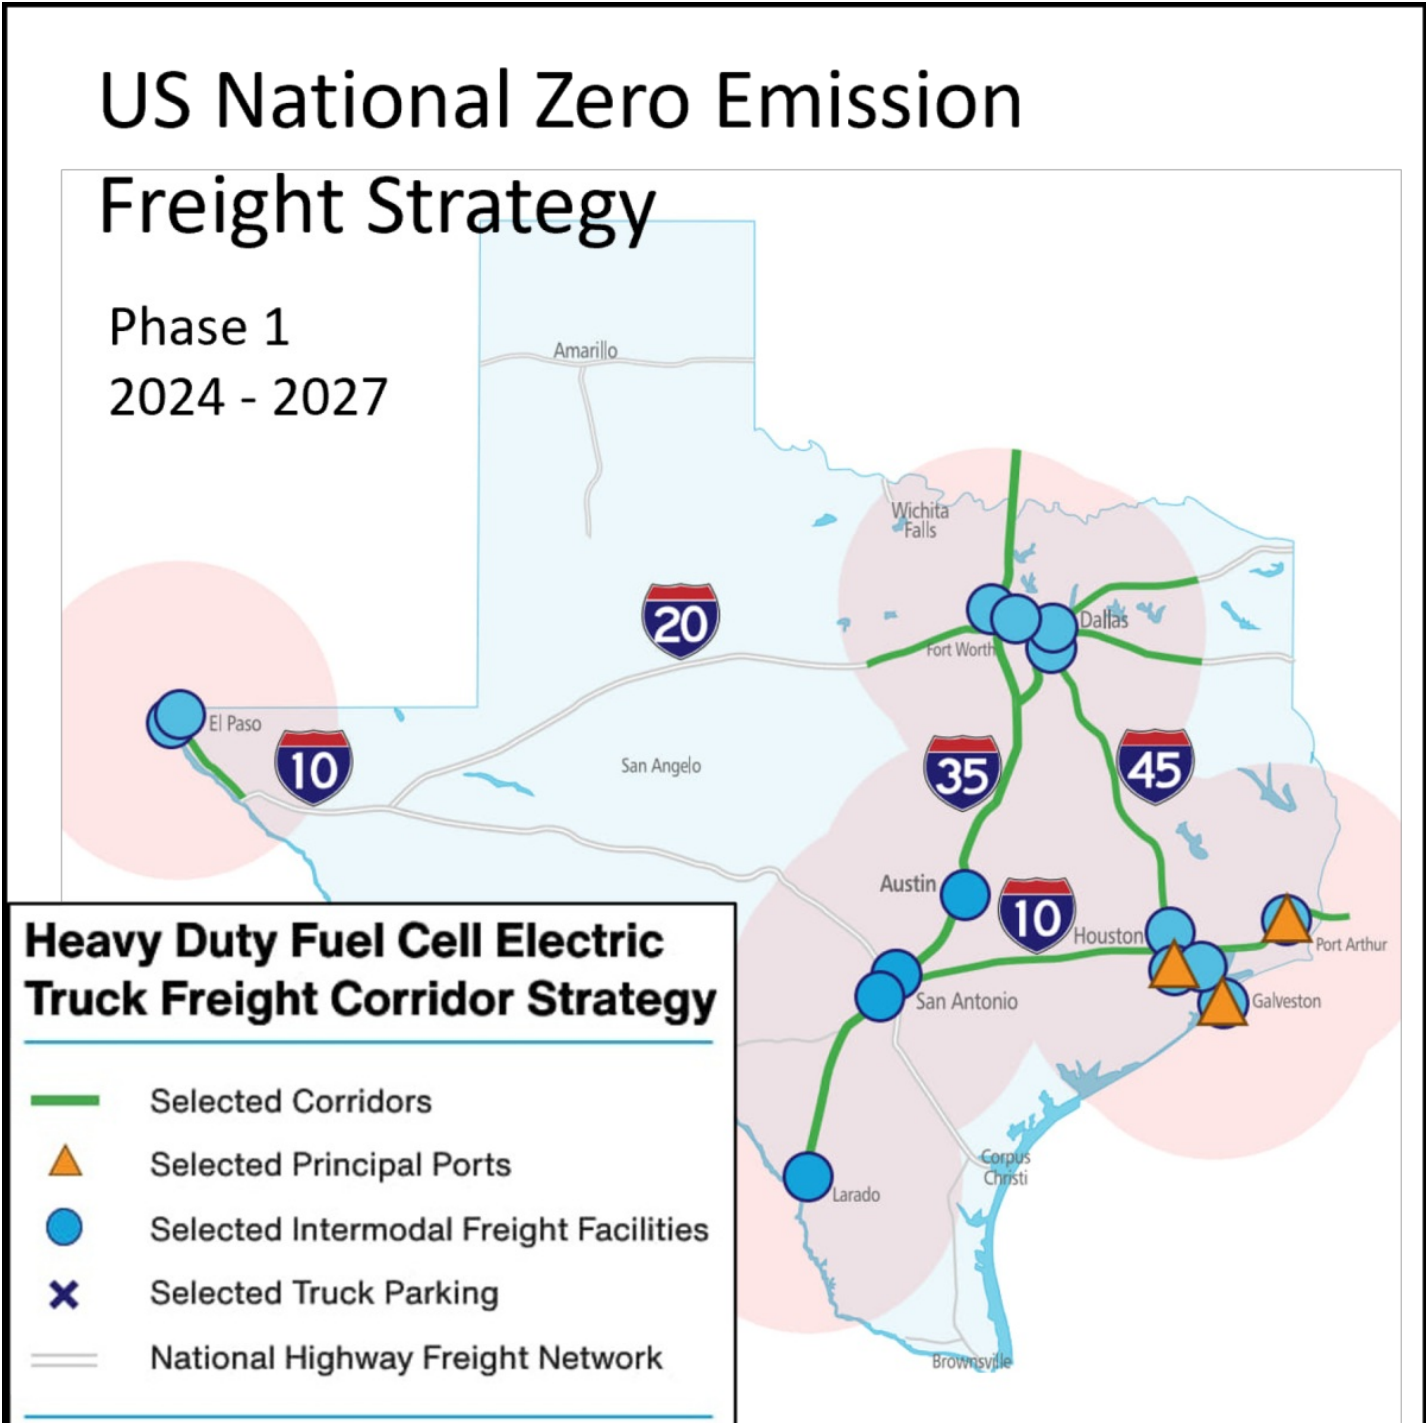 US National Zero Emission
Freight Strategy
Phase 1
2024 - 2027
Amarillo
Wichita
Falls
20
Dallas
Fort Worth
El Paso
10
San Angelo
35
45
Austin
10
Houston
Port Arthur
San Antonio
Galveston
Corpus
Christi
Larado
Brownsville
Heavy Duty Fuel Cell Electric
Truck Freight Corridor Strategy
Selected Corridors
Selected Principal Ports
Selected Intermodal Freight Facilities
Selected Truck Parking
National Highway Freight Network